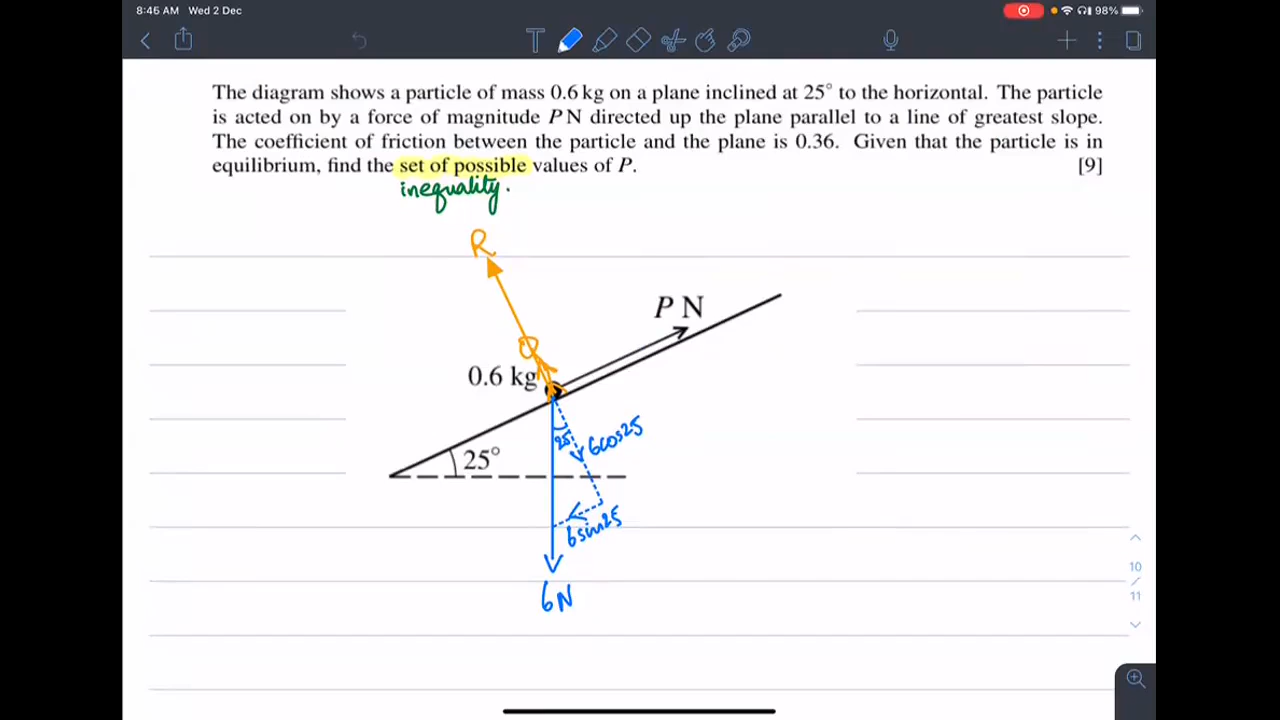 8:45 AM Wed 2 Dec
98%
The diagram shows a particle of mass 0.6 kg on a plane inclined at 25° to the horizontal. The particle
is acted on by a force of magnitude P N directed up the plane parallel to a line of greatest slope.
The coefficient of friction between the particle and the plane is 0.36. Given that the particle is in
equilibrium, find the set of possible values of P. [9]
inequality.
R
P N
0.6 kg
25
6cos25
25°
6sin25
6N
10
/
11